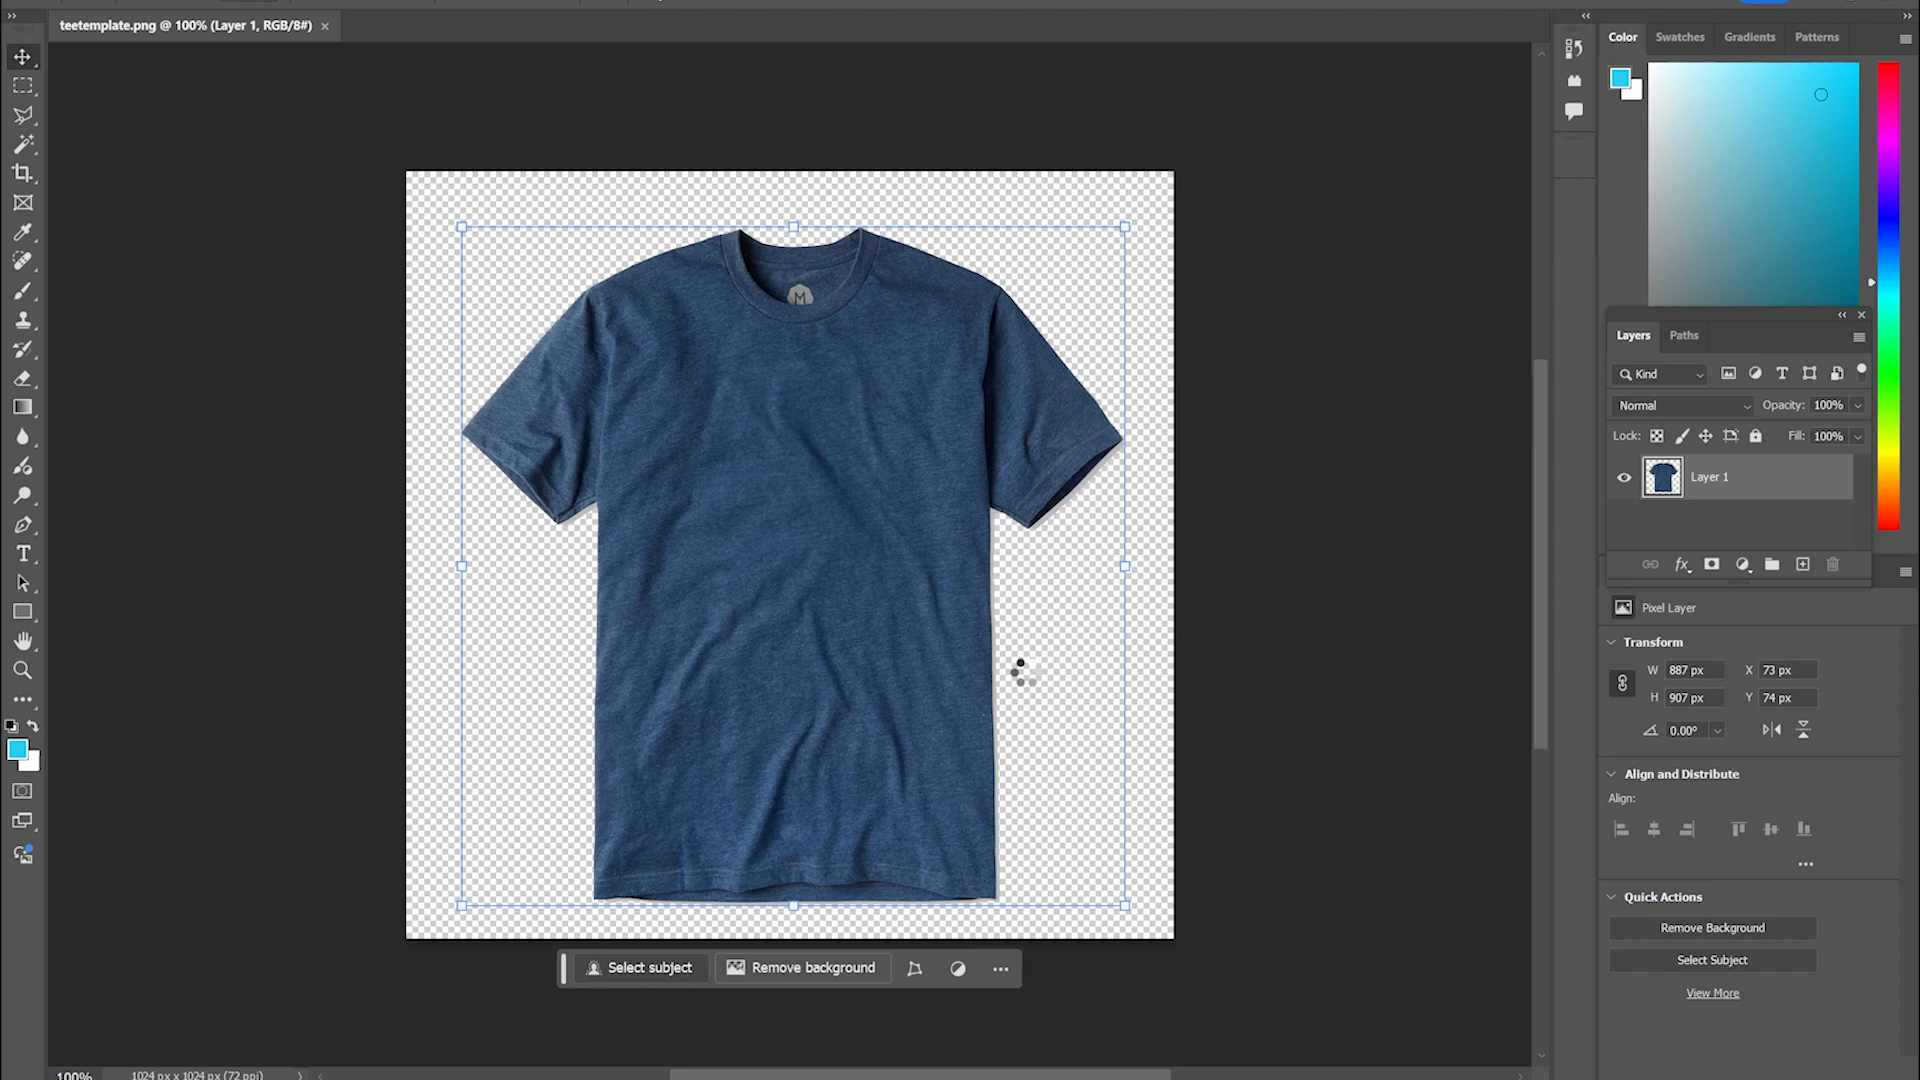 teetemplate.png @ 100% (Layer 1, RGB/8#) ×
Color Swatches Gradients Patterns
M
Layers Paths
Kind
Normal Opacity: 100%
Lock: Fill: 100%
Layer 1
fx
Pixel Layer
Transform
W 887 px X 73 px
H 907 px Y 74 px
0.00°
Align and Distribute
Align:
Quick Actions
Remove Background
Select Subject
View More
Select subject Remove background
100% 1024 px x 1024 px (72 ppi)